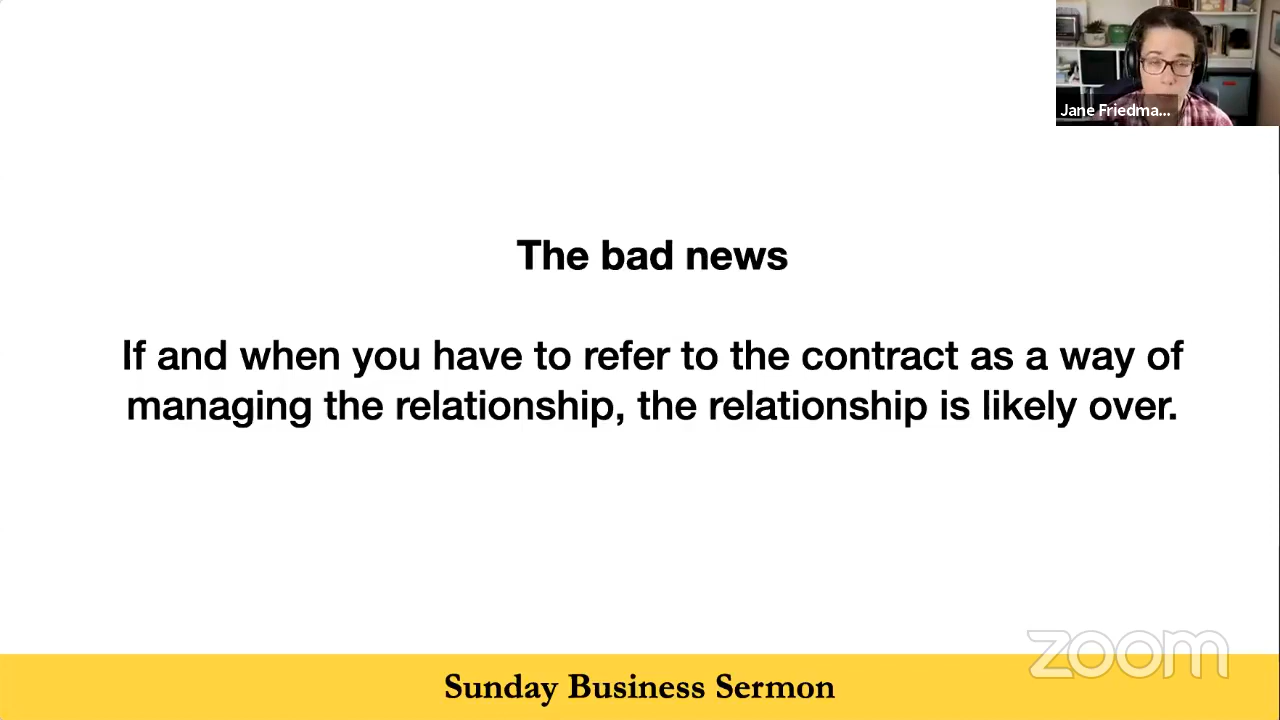 Jane Friedma...
The bad news
If and when you have to refer to the contract as a way of
managing the relationship, the relationship is likely over.
zoom
Sunday Business Sermon